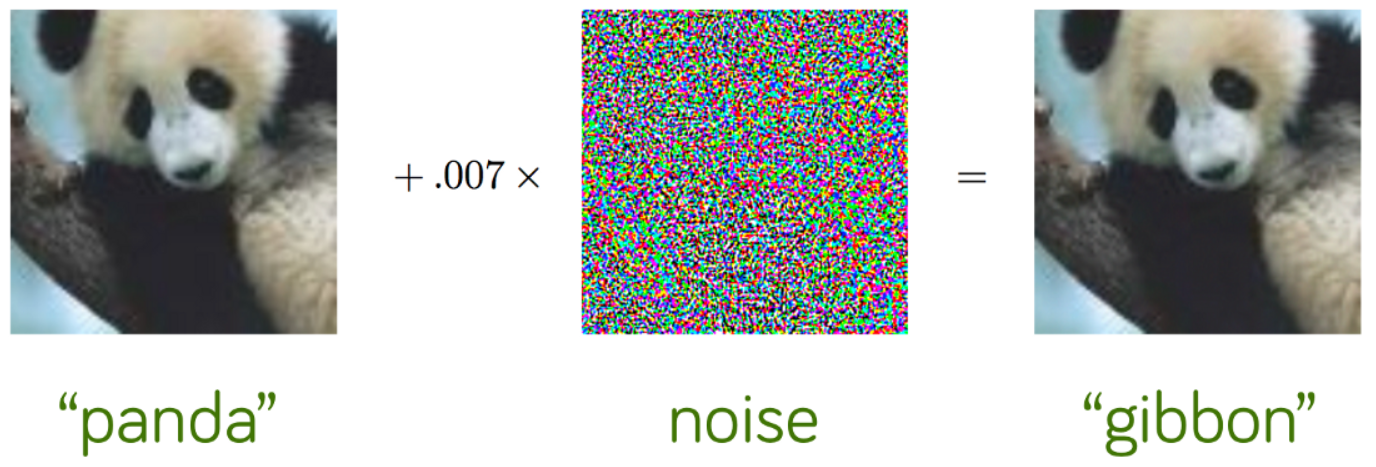 + .007 ×
=
“panda”
noise
“gibbon”